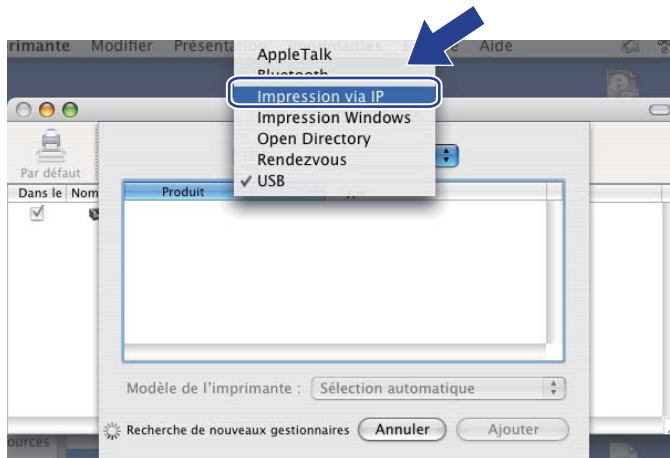 rimante Modifier Présent Aide
AppleTalk
Bluetooth
Impression via IP
Impression Windows
Open Directory
Rendezvous
✓ USB
Par défaut
Dans le Nom
Produit
Modèle de l'imprimante : Sélection automatique
Recherche de nouveaux gestionnaires Annuler Ajouter
ources